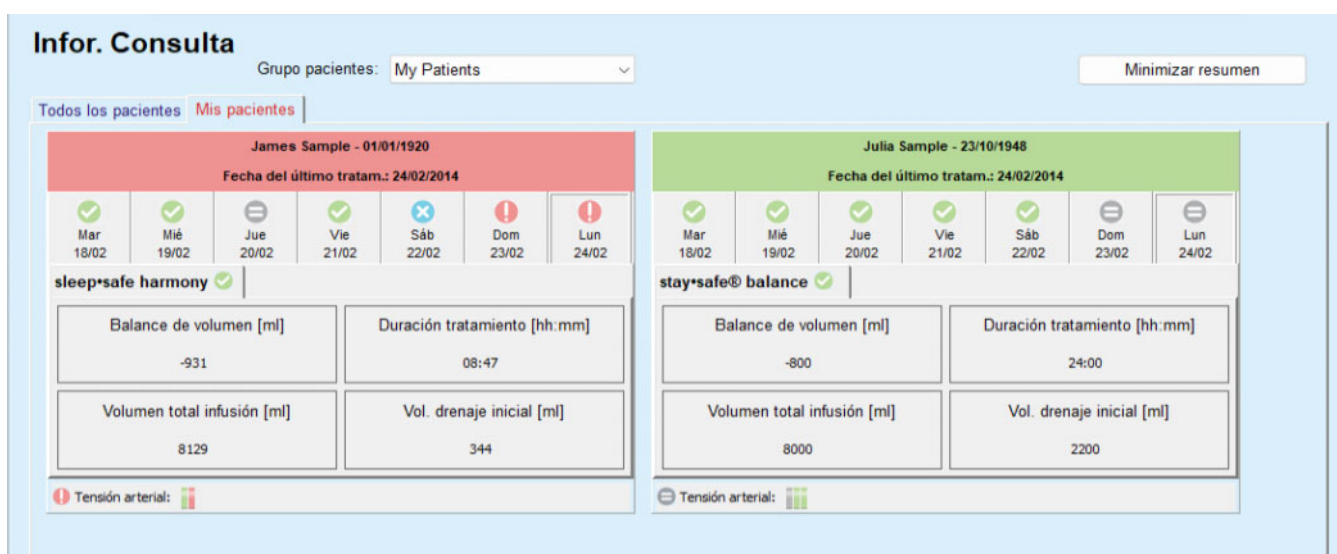 Infor. Consulta
Grupo pacientes: My Patients
Minimizar resumen
Todos los pacientes Mis pacientes
James Sample - 01/01/1920
Fecha del último tratam.: 24/02/2014
Mar Mié Jue Vie Sáb Dom Lun
18/02 19/02 20/02 21/02 22/02 23/02 24/02
sleep•safe harmony
Balance de volumen [ml] Duración tratamiento [hh:mm]
-931 08:47
Volumen total infusión [ml] Vol. drenaje inicial [ml]
8129 344
Tensión arterial:
Julia Sample - 23/10/1948
Fecha del último tratam.: 24/02/2014
Mar Mié Jue Vie Sáb Dom Lun
18/02 19/02 20/02 21/02 22/02 23/02 24/02
stay•safe® balance
Balance de volumen [ml] Duración tratamiento [hh:mm]
-800 24:00
Volumen total infusión [ml] Vol. drenaje inicial [ml]
8000 2200
Tensión arterial: